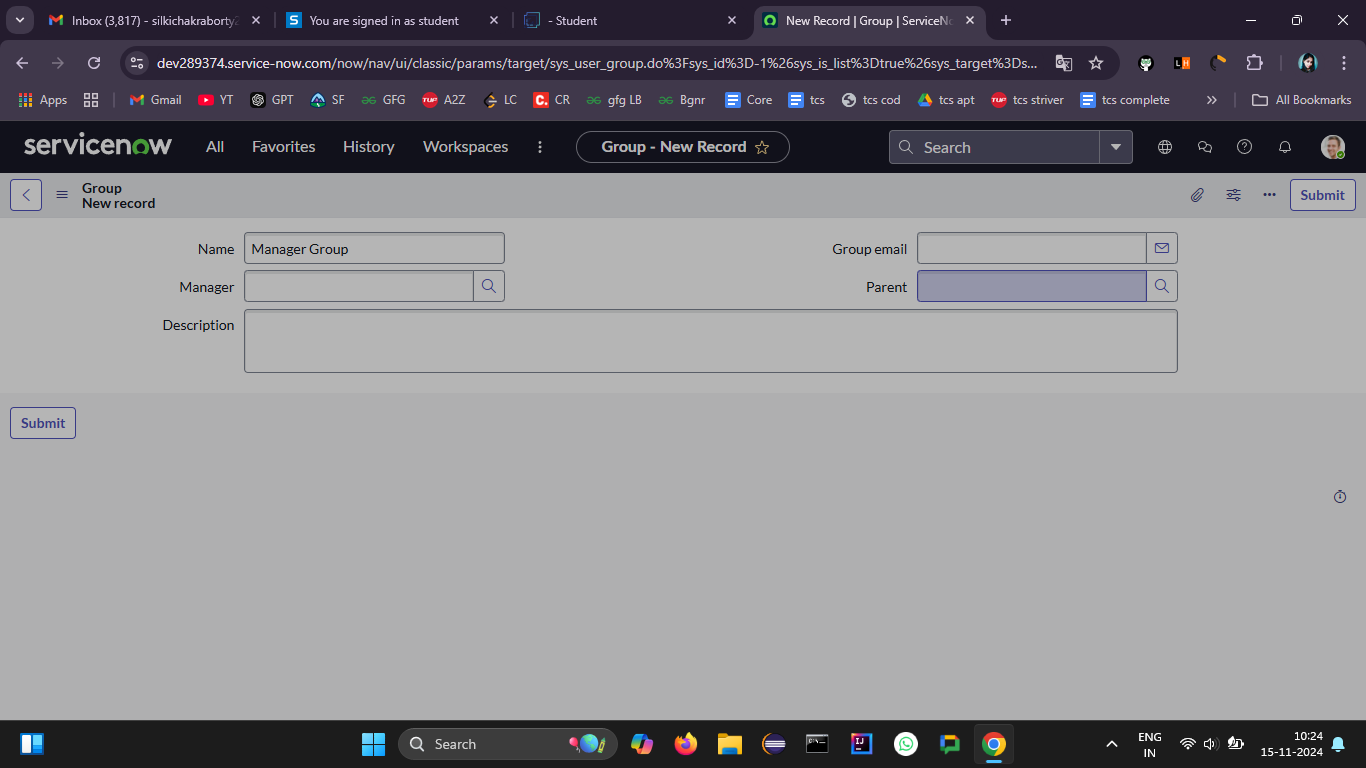 Inbox (3,817) - silkichakraborty2
You are signed in as student
- Student
New Record | Group | ServiceNo
dev289374.service-now.com/now/nav/ui/classic/params/target/sys_user_group.do%3Fsys_id%3D-1%26sys_is_list%3Dtrue%26sys_target%3Ds...
Apps
Gmail
YT
GPT
SF
GFG
A2Z
LC
CR
gfg LB
Bgnr
Core
tcs
tcs cod
tcs apt
tcs striver
tcs complete
All Bookmarks
servicenow
All
Favorites
History
Workspaces
Group - New Record
Search
Group
New record
Submit
Name
Manager Group
Group email
Manager
Parent
Description
Submit
Search
ENG
IN
10:24
15-11-2024